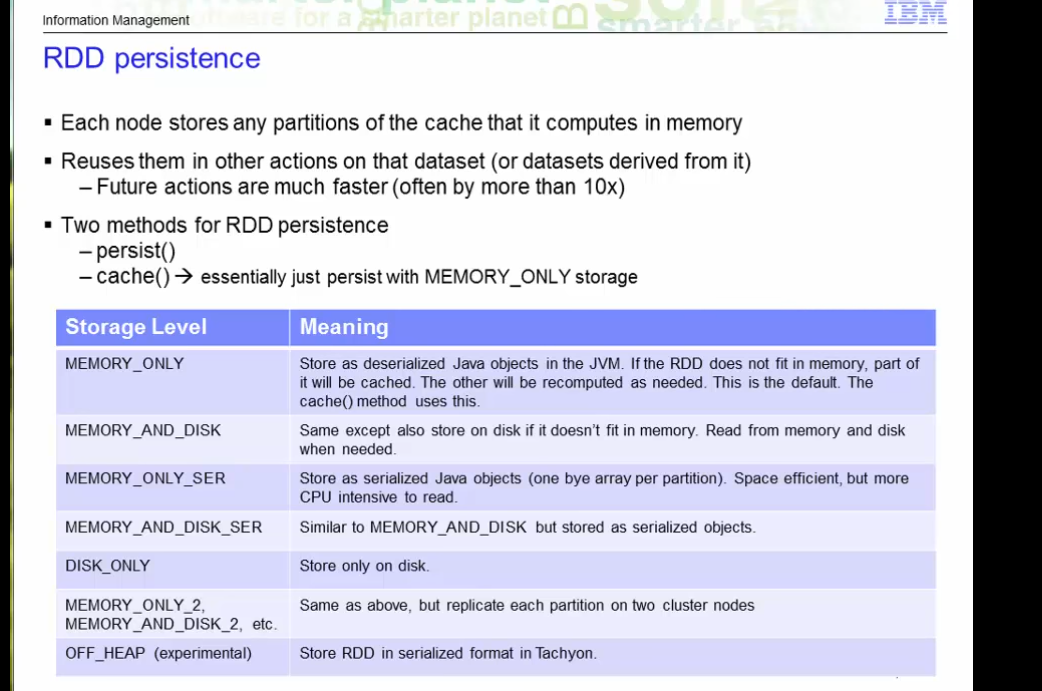 Information Management
for a smarter planet
smarter
IBM
RDD persistence
▪ Each node stores any partitions of the cache that it computes in memory
▪ Reuses them in other actions on that dataset (or datasets derived from it)
– Future actions are much faster (often by more than 10x)
▪ Two methods for RDD persistence
– persist()
– cache() → essentially just persist with MEMORY_ONLY storage
Storage Level Meaning
MEMORY_ONLY Store as deserialized Java objects in the JVM. If the RDD does not fit in memory, part of
it will be cached. The other will be recomputed as needed. This is the default. The
cache() method uses this.
MEMORY_AND_DISK Same except also store on disk if it doesn't fit in memory. Read from memory and disk
when needed.
MEMORY_ONLY_SER Store as serialized Java objects (one bye array per partition). Space efficient, but more
CPU intensive to read.
MEMORY_AND_DISK_SER Similar to MEMORY_AND_DISK but stored as serialized objects.
DISK_ONLY Store only on disk.
MEMORY_ONLY_2, Same as above, but replicate each partition on two cluster nodes
MEMORY_AND_DISK_2, etc.
OFF_HEAP (experimental) Store RDD in serialized format in Tachyon.